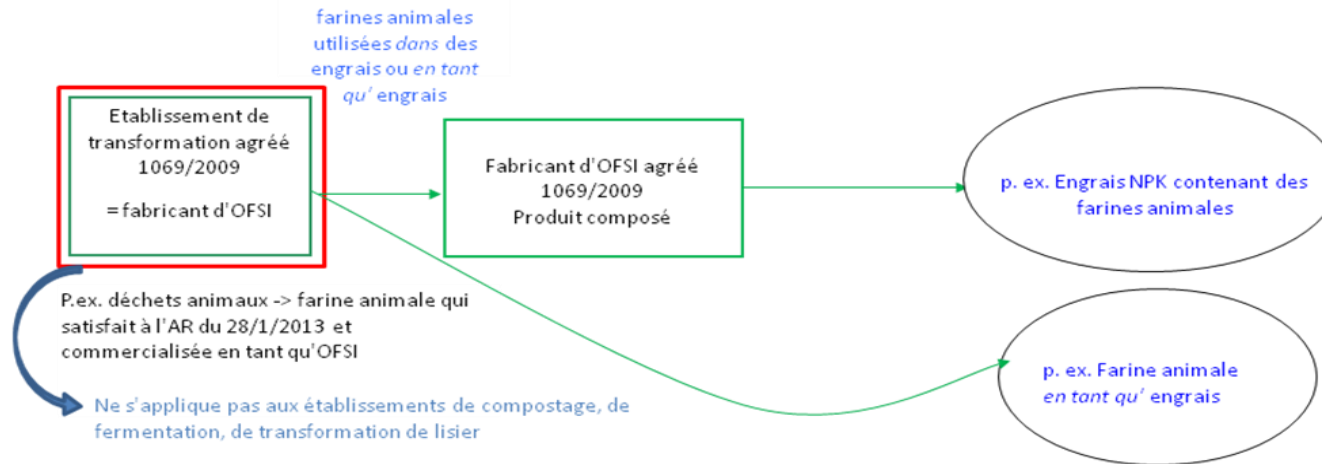 farines animales
utilisées dans des
engrais ou en tant
qu' engrais
Etablissement de
transformation agréé
1069/2009
= fabricant d'OFSI
Fabricant d'OFSI agréé
1069/2009
Produit composé
p. ex. Engrais NPK contenant des
farines animales
P.ex. déchets animaux -> farine animale qui
satisfait à l'AR du 28/1/2013 et
commercialisée en tant qu'OFSI
p. ex. Farine animale
en tant qu' engrais
Ne s'applique pas aux établissements de compostage, de
fermentation, de transformation de lisier